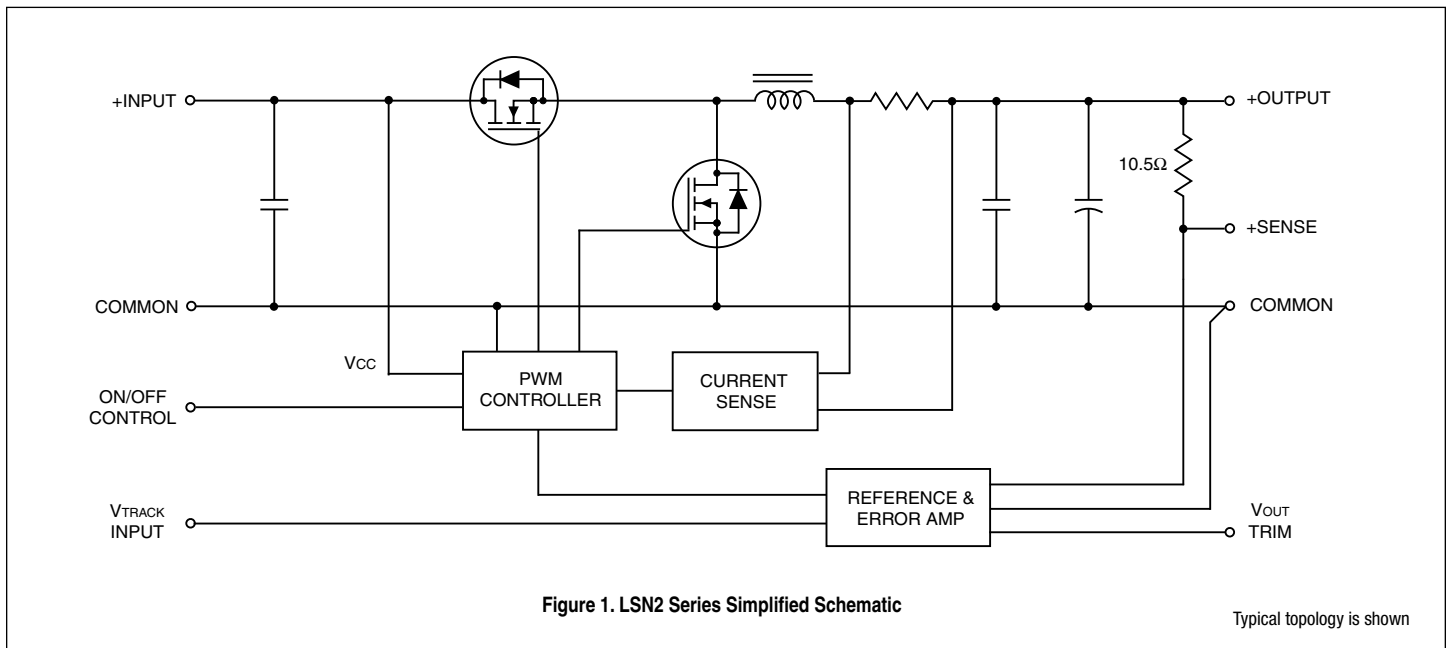 +INPUT
+OUTPUT
10.5Ω
+SENSE
COMMON
COMMON
VCC
PWM
CONTROLLER
CURRENT
SENSE
ON/OFF
CONTROL
REFERENCE &
ERROR AMP
VTRACK
INPUT
VOUT
TRIM
Figure 1. LSN2 Series Simplified Schematic
Typical topology is shown